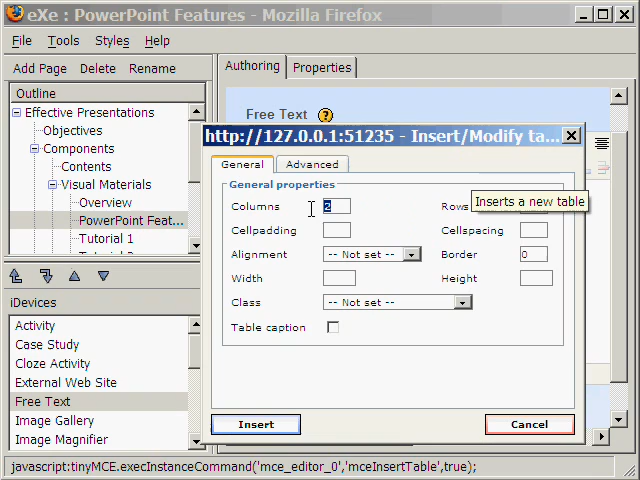 eXe : PowerPoint Features - Mozilla Firefox
File Tools Styles Help
Add Page Delete Rename
Authoring Properties
Outline
Effective Presentations
Objectives
Components
Contents
Visual Materials
Overview
PowerPoint Feat...
Tutorial 1
Free Text ?
http://127.0.0.1:51235 - Insert/Modify ta...
General Advanced
General properties
Columns 2 Rows
Inserts a new table
Cellpadding Cellspacing
Alignment -- Not set -- Border 0
Width Height
Class -- Not set --
Table caption
Insert Cancel
iDevices
Activity
Case Study
Cloze Activity
External Web Site
Free Text
Image Gallery
Image Magnifier
javascript:tinyMCE.execInstanceCommand('mce_editor_0','mceInsertTable',true);